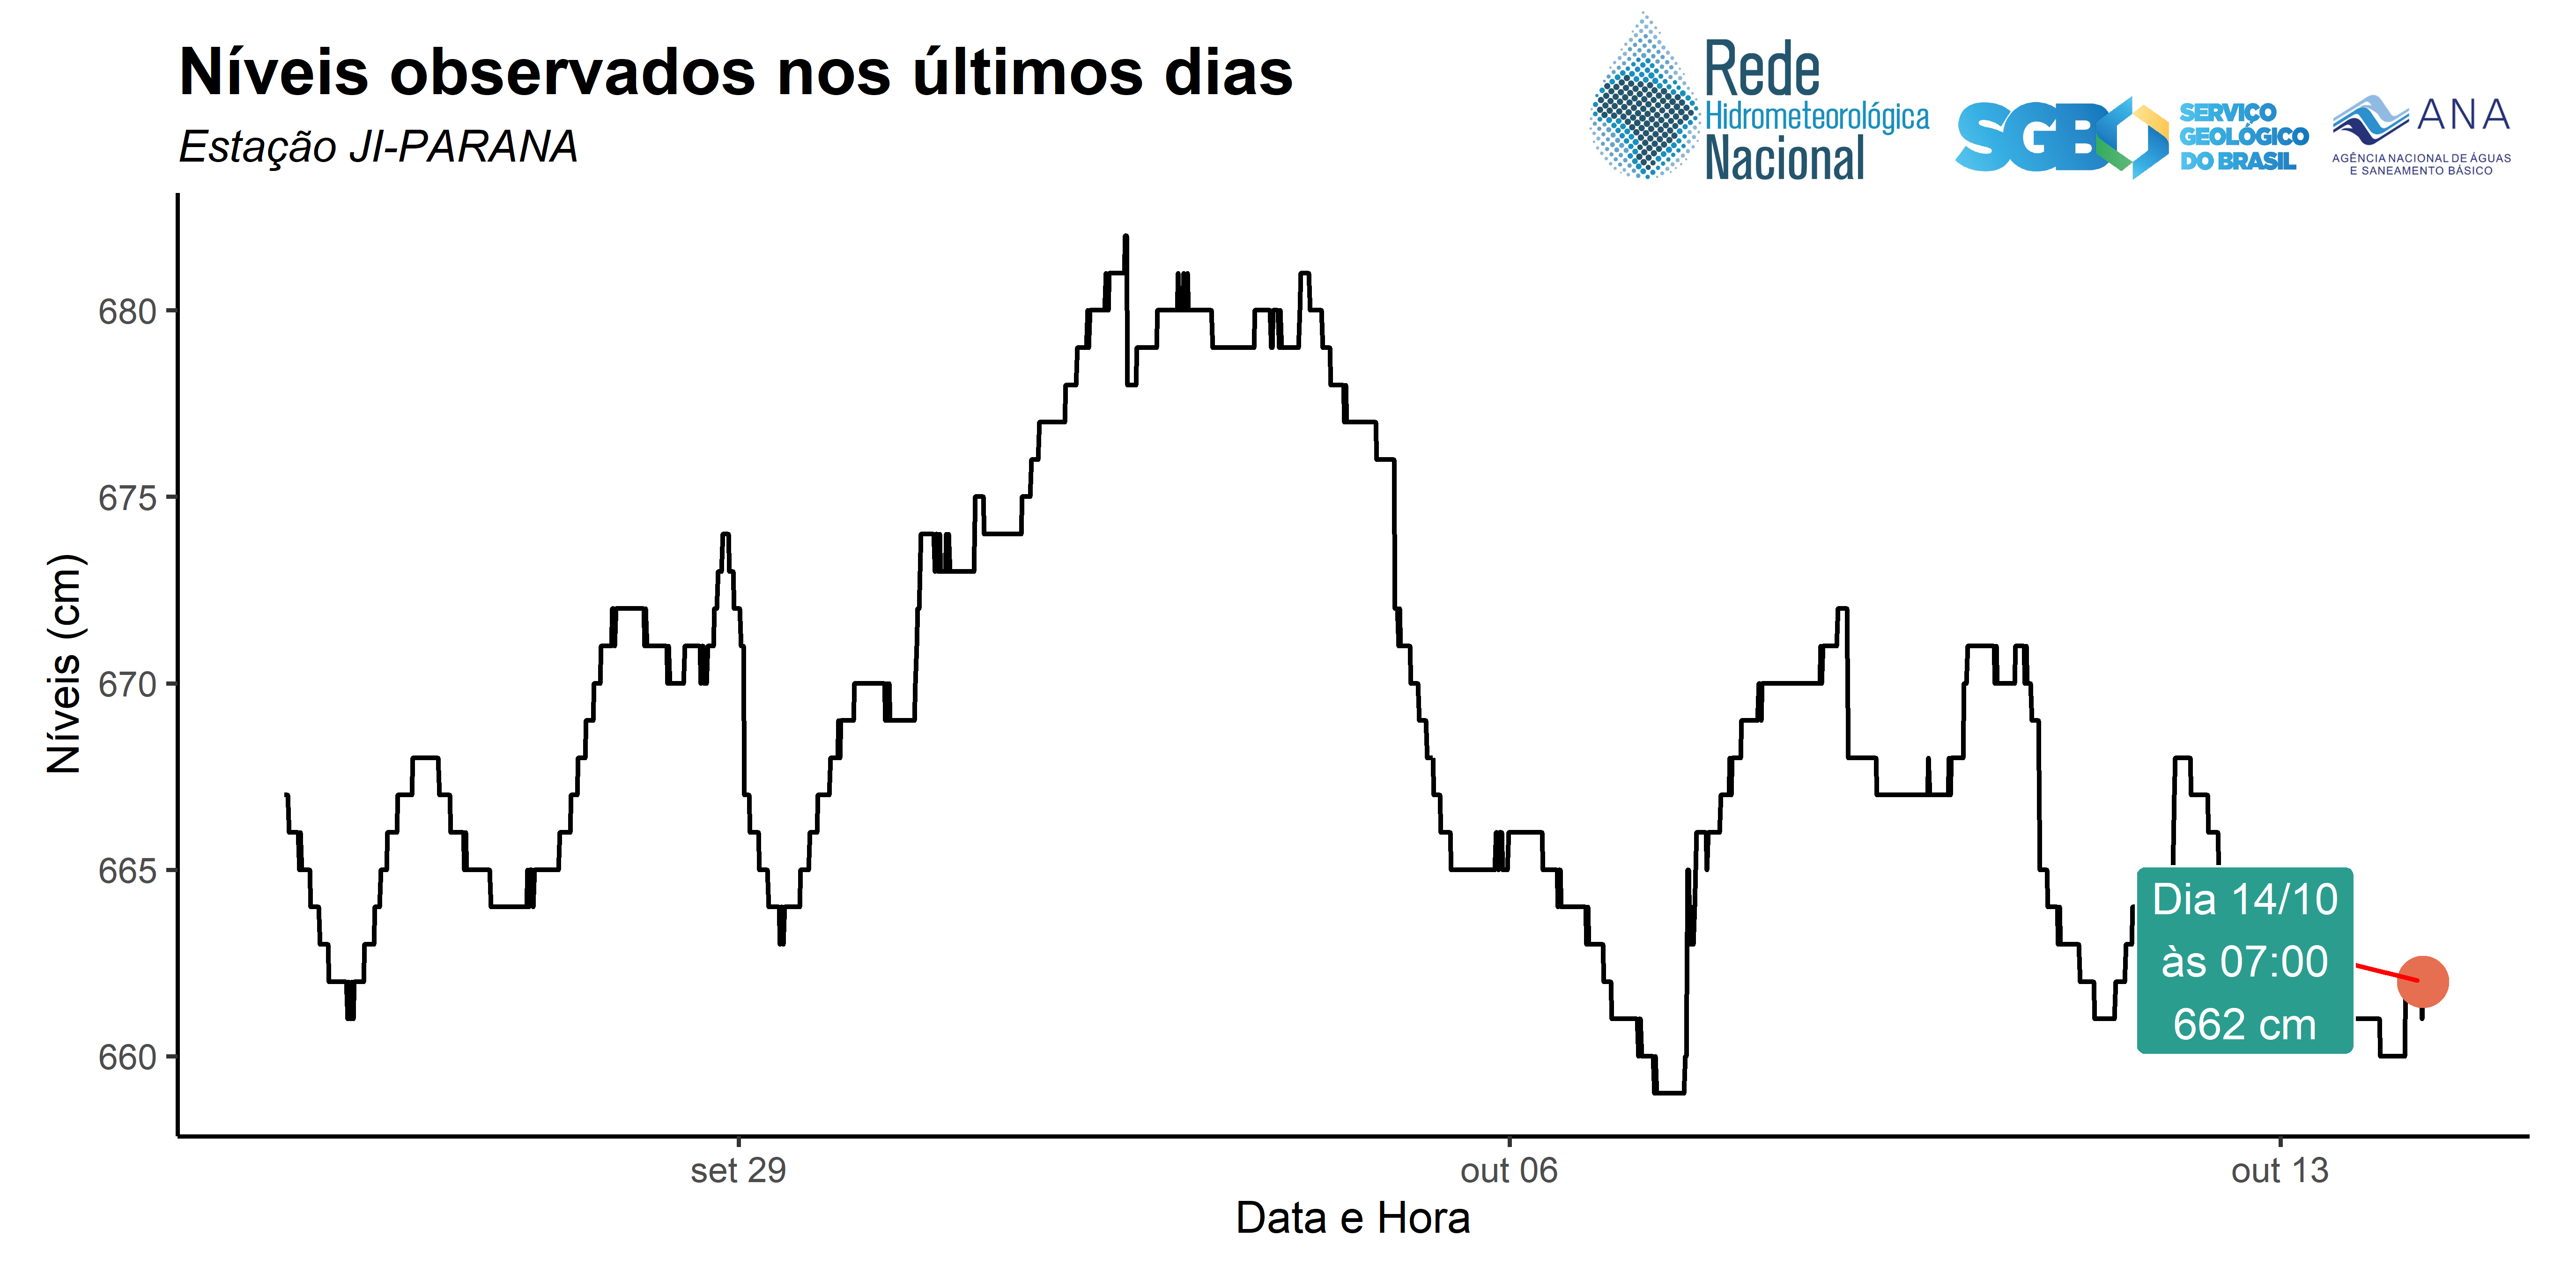 Níveis observados nos últimos dias
Estação JI-PARANA
Rede
Hidrometeorológica
Nacional
SGB
SERVIÇO
GEOLÓGICO
DO BRASIL
ANA
AGÊNCIA NACIONAL DE ÁGUAS
E SANEAMENTO BÁSICO
Níveis (cm)
680
675
670
665
660
Dia 14/10
às 07:00
662 cm
set 29
out 06
out 13
Data e Hora